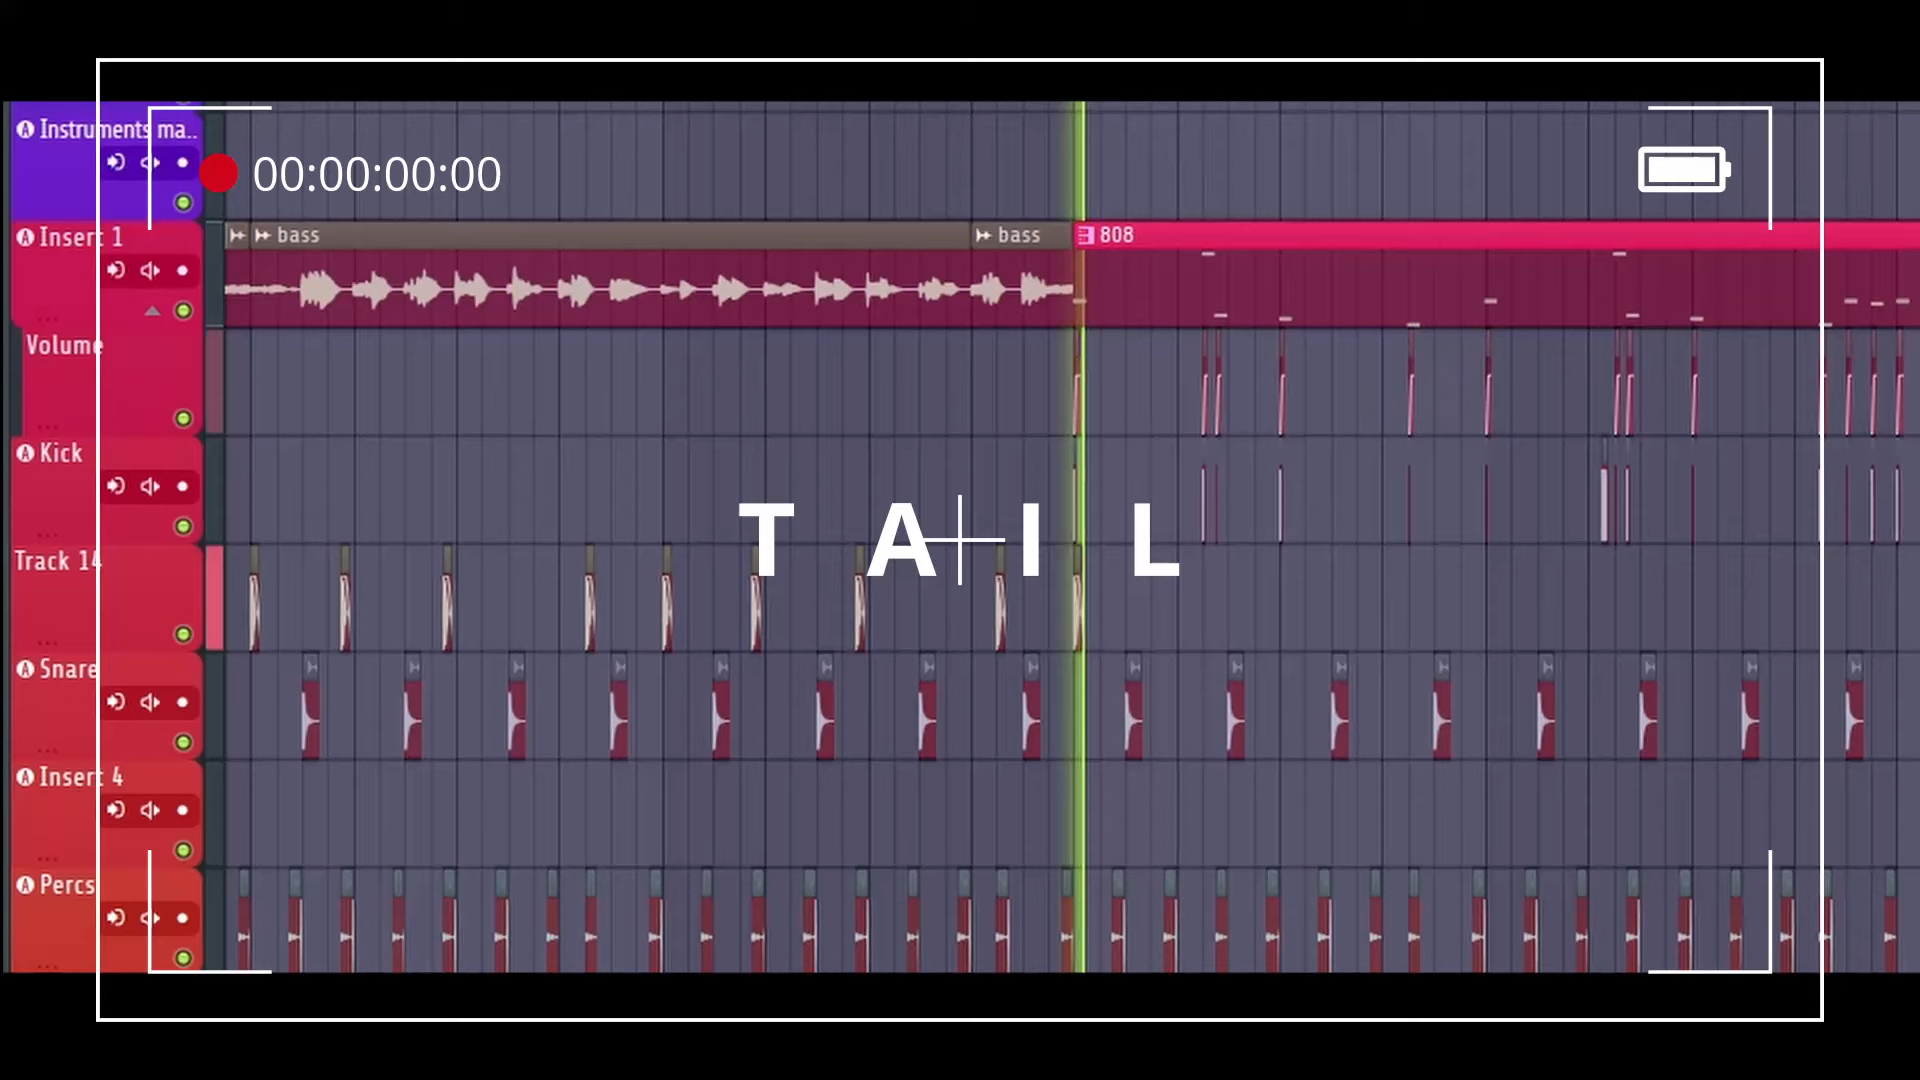 Instruments ma..
00:00:00:00
Insert 1
bass
bass
808
Volume
Kick
T A I L
Track 14
Snare
Insert 4
Percs